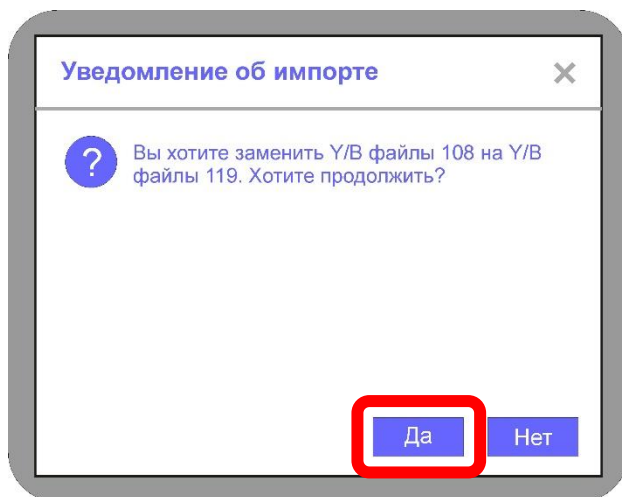 Уведомление об импорте
Вы хотите заменить Y/B файлы 108 на Y/B
файлы 119. Хотите продолжить?
Да Нет